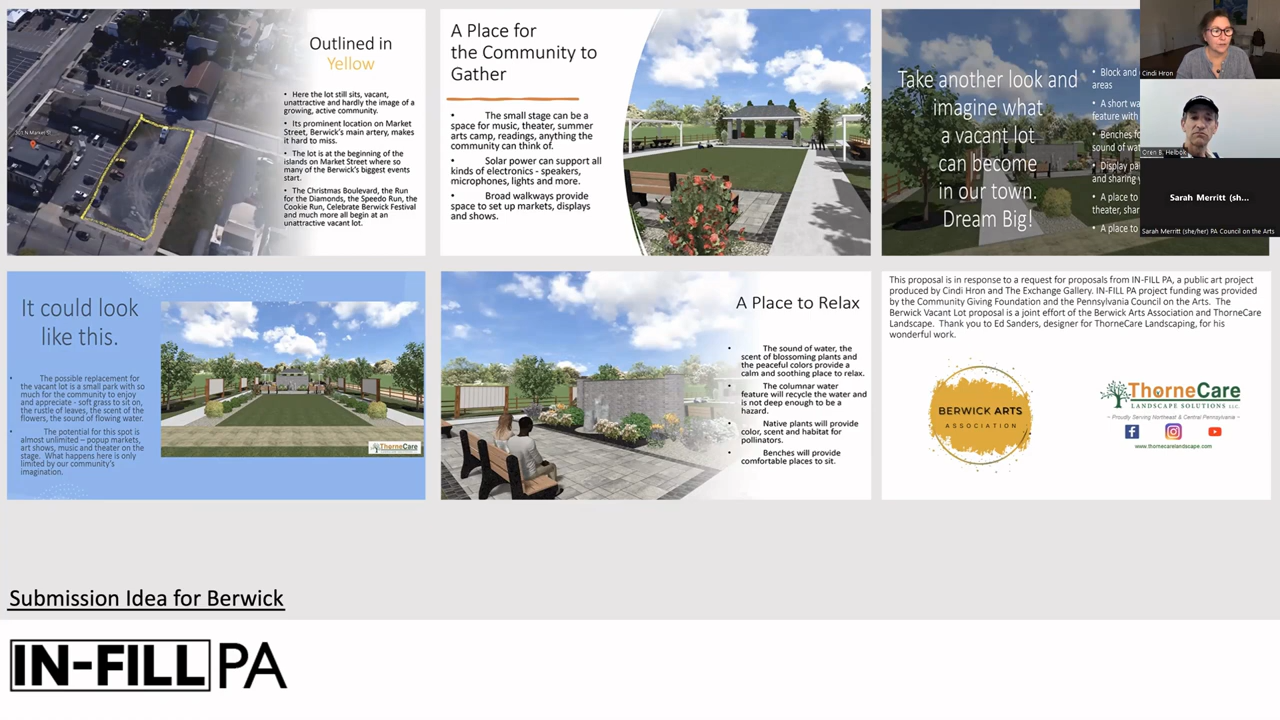 Outlined in
Yellow
• Here the lot still sits, vacant,
unattractive and hardly the image of a
growing, active community.
• Its prominent location on Market
Street, Berwick's main artery, makes
it hard to miss.
• The lot is at the beginning of the
islands on Market Street where so
many of the Berwick's biggest events
start.
• The Christmas Boulevard, the Run
for the Diamonds, the Speedo Run, the
Cookie Run, Celebrate Berwick Festival
and much more all begin at an
unattractive vacant lot.
A Place for
the Community to
Gather
• The small stage can be a
space for music, theater, summer
arts camp, readings, anything the
community can think of.
• Solar power can support all
kinds of electronics - speakers,
microphones, lights and more.
• Broad walkways provide
space to set up markets, displays
and shows.
Take another look and
imagine what
a vacant lot
can become
in our town.
Dream Big!
• Block and
areas
• A short
feature with
• Benches for
sound of
• Display
and sharing
• A place to
theater,
• A place to
Cindi Hron
Oren B. Helbok
Sarah Merritt (sh...
Sarah Merritt (she/her) PA Council on the Arts
It could look
like this.
• The possible replacement for
the vacant lot is a small park with so
much for the community to enjoy
and appreciate - soft grass to sit on,
the rustle of leaves, the scent of the
flowers, the sound of flowing water.
• The potential for this spot is
almost unlimited – popup markets,
art shows, music and theater on the
stage. What happens here is only
limited by our community's
imagination.
ThorneCare
A Place to Relax
• The sound of water, the
scent of blossoming plants and
the peaceful colors provide a
calm and soothing place to relax.
• The columnar water
feature will recycle the water and
is not deep enough to be a
hazard.
• Native plants will provide
color, scent and habitat for
pollinators.
• Benches will provide
comfortable places to sit.
This proposal is in response to a request for proposals from IN-FILL PA, a public art project
produced by Cindi Hron and The Exchange Gallery. IN-FILL PA project funding was provided
by the Community Giving Foundation and the Pennsylvania Council on the Arts. The
Berwick Vacant Lot proposal is a joint effort of the Berwick Arts Association and ThorneCare
Landscape. Thank you to Ed Sanders, designer for ThorneCare Landscaping, for his
wonderful work.
BERWICK ARTS
ASSOCIATION
ThorneCare
LANDSCAPE SOLUTIONS LLC.
~ Proudly Serving Northeast & Central Pennsylvania ~
www.thornecarelandscape.com
Submission Idea for Berwick
IN-FILL PA